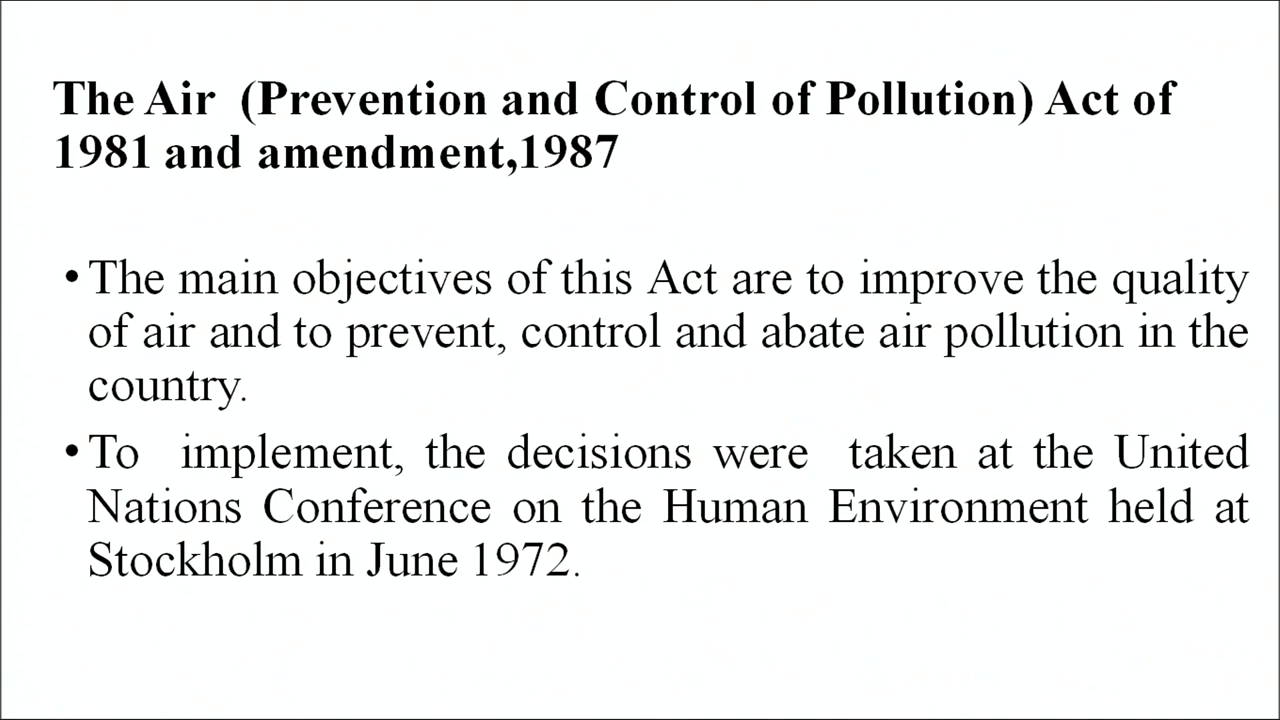 The Air (Prevention and Control of Pollution) Act of
1981 and amendment,1987
• The main objectives of this Act are to improve the quality
of air and to prevent, control and abate air pollution in the
country.
• To implement, the decisions were taken at the United
Nations Conference on the Human Environment held at
Stockholm in June 1972.